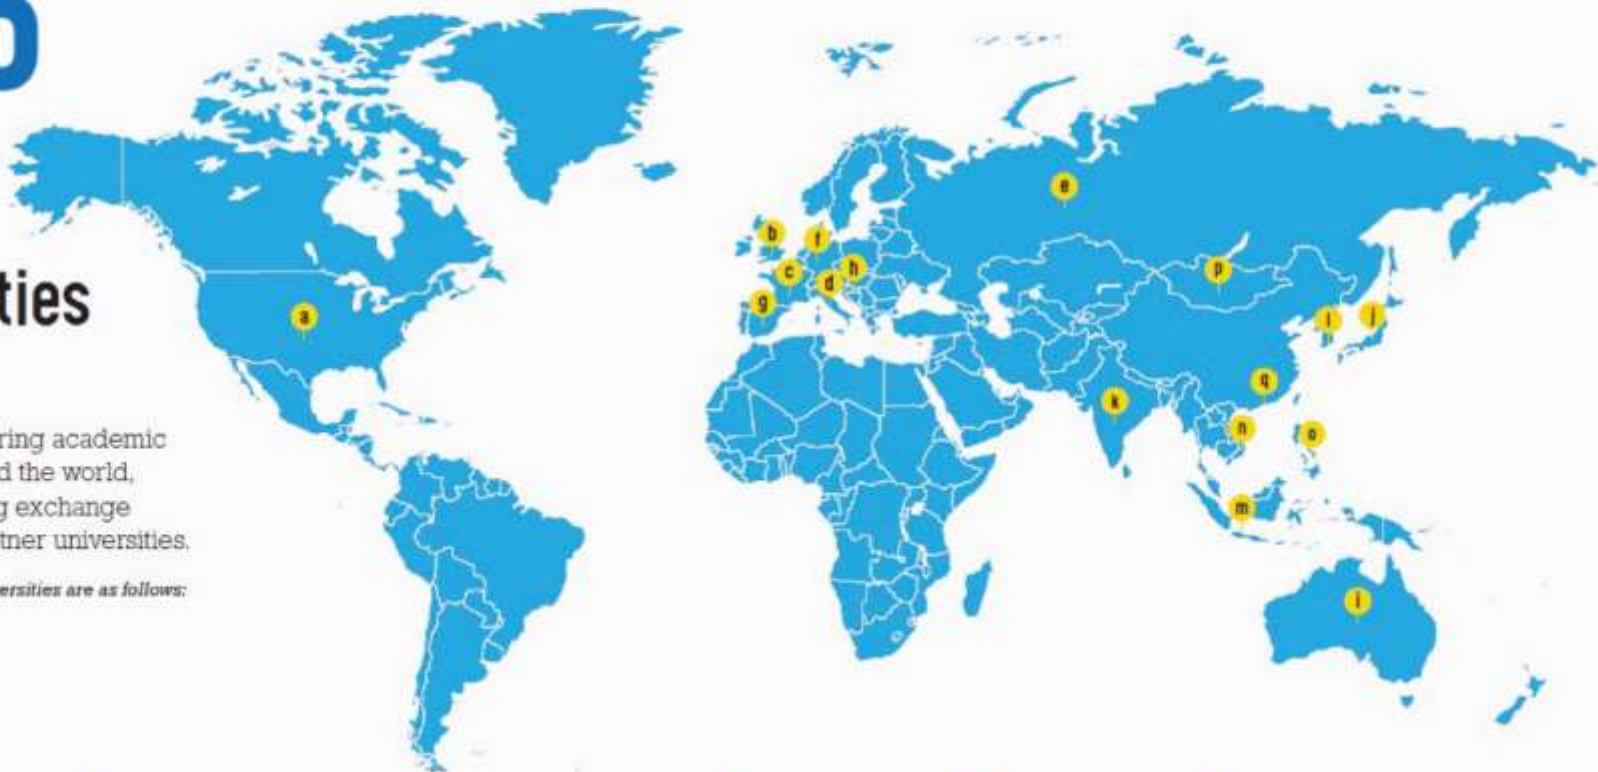 ties
ring academic
d the world,
g exchange
tner universities.
ersities are as follows:
a
b
c
d
e
f
g
h
i
j
k
l
m
n
o
p
q